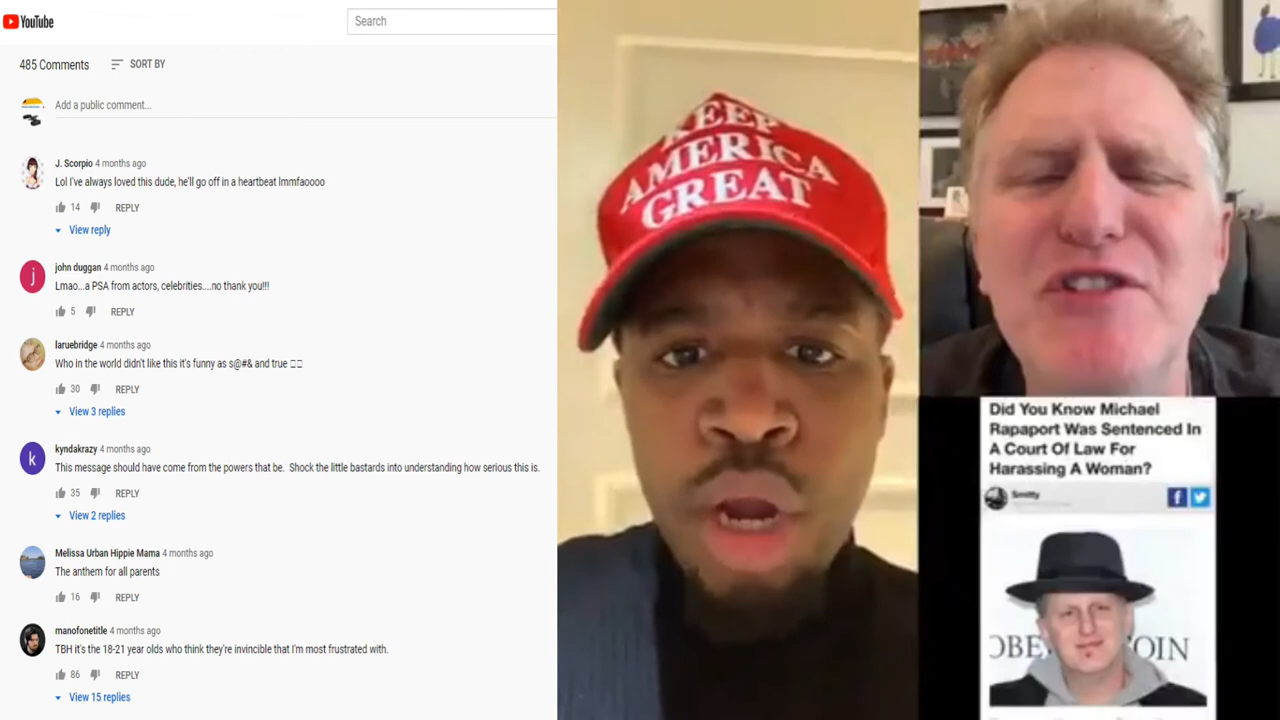 YouTube
Search
485 Comments
SORT BY
Add a public comment...
J. Scorpio 4 months ago
Lol I've always loved this dude, he'll go off in a heartbeat lmmfaoooo
14 REPLY
View reply
j
john duggan 4 months ago
Lmao...a PSA from actors, celebrities....no thank you!!!
5 REPLY
laruebridge 4 months ago
Who in the world didn't like this it's funny as s@#& and true
30 REPLY
View 3 replies
k
kyndakrazy 4 months ago
This message should have come from the powers that be. Shock the little bastards into understanding how serious this is.
35 REPLY
View 2 replies
Melissa Urban Hippie Mama 4 months ago
The anthem for all parents
16 REPLY
manofonetitle 4 months ago
TBH it's the 18-21 year olds who think they're invincible that I'm most frustrated with.
86 REPLY
View 15 replies
KEEP
AMERICA
GREAT
Did You Know Michael
Rapaport Was Sentenced In
A Court Of Law For
Harassing A Woman?
Smitty
f
OBE OIN